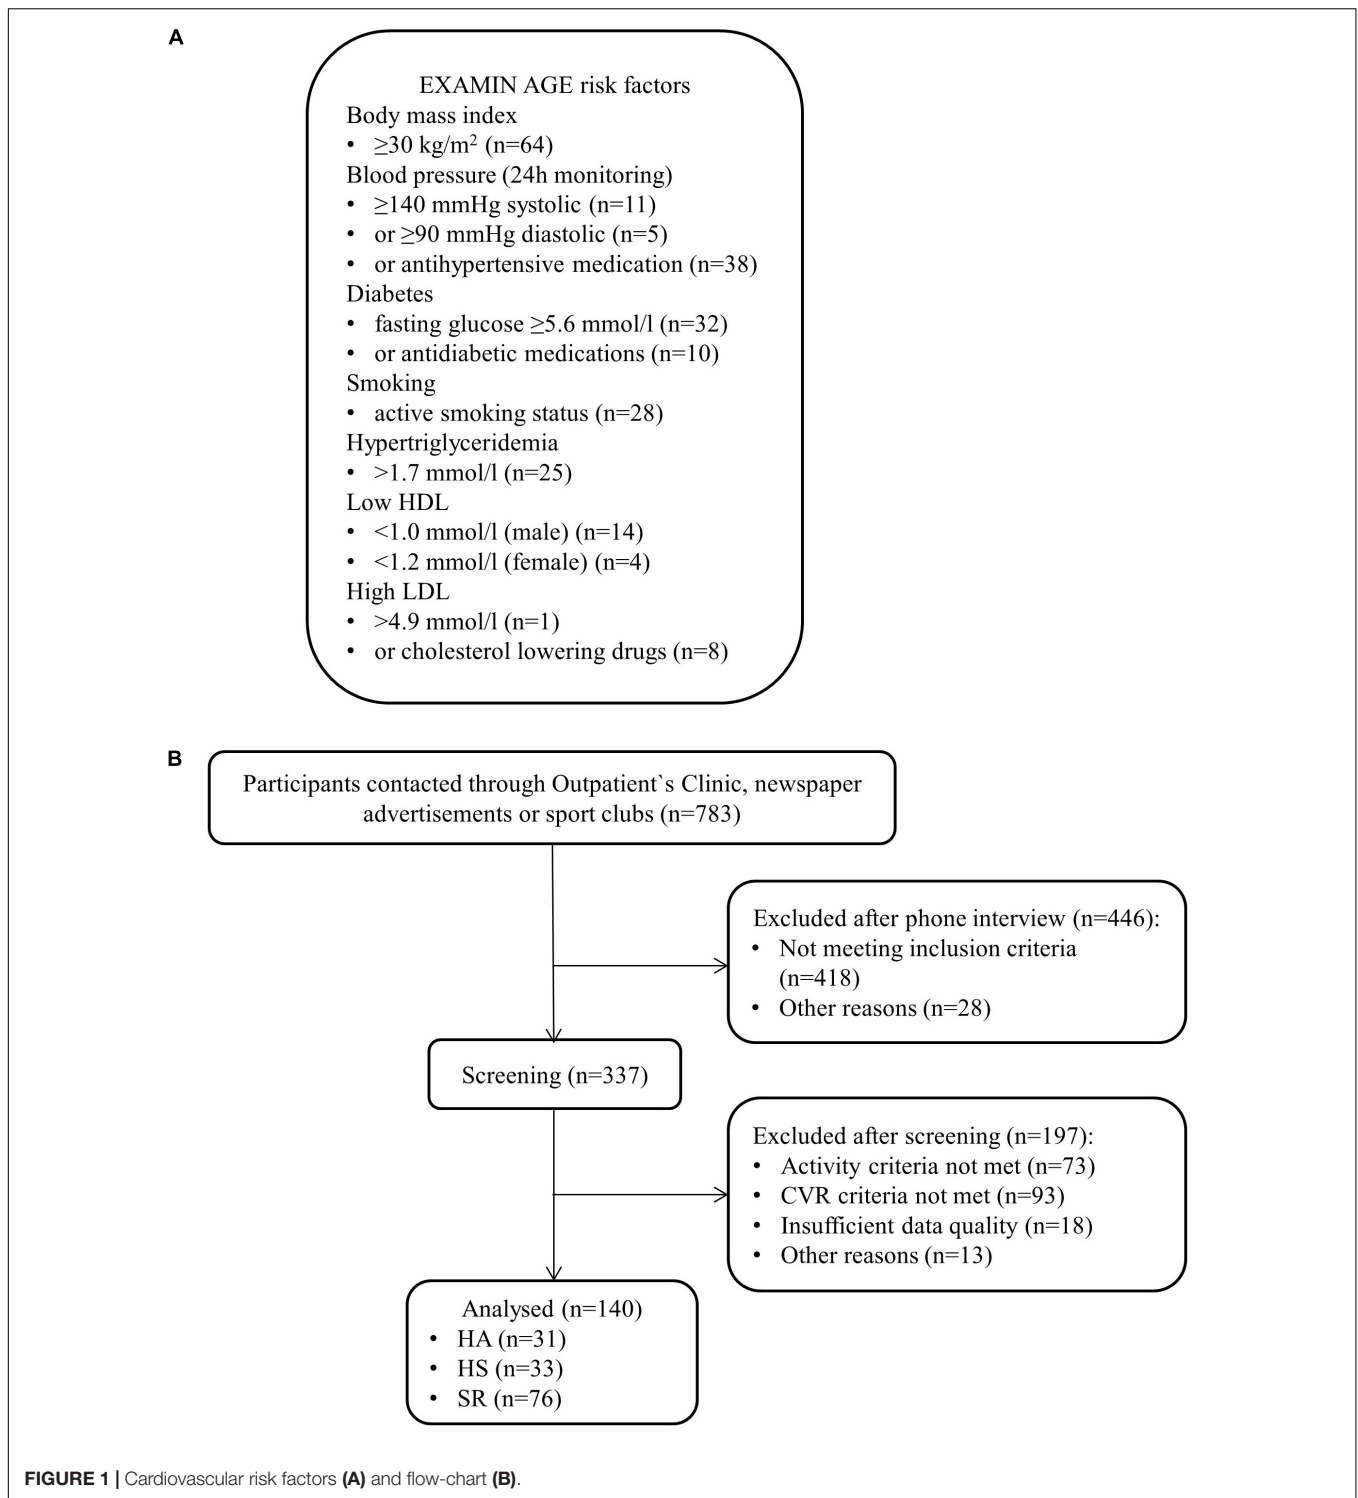 A
EXAMIN AGE risk factors
Body mass index
• ≥30 kg/m² (n=64)
Blood pressure (24h monitoring)
• ≥140 mmHg systolic (n=11)
• or ≥90 mmHg diastolic (n=5)
• or antihypertensive medication (n=38)
Diabetes
• fasting glucose ≥5.6 mmol/l (n=32)
• or antidiabetic medications (n=10)
Smoking
• active smoking status (n=28)
Hypertriglyceridemia
• >1.7 mmol/l (n=25)
Low HDL
• <1.0 mmol/l (male) (n=14)
• <1.2 mmol/l (female) (n=4)
High LDL
• >4.9 mmol/l (n=1)
• or cholesterol lowering drugs (n=8)
B
Participants contacted through Outpatient`s Clinic, newspaper
advertisements or sport clubs (n=783)
Excluded after phone interview (n=446):
• Not meeting inclusion criteria
(n=418)
• Other reasons (n=28)
Screening (n=337)
Excluded after screening (n=197):
• Activity criteria not met (n=73)
• CVR criteria not met (n=93)
• Insufficient data quality (n=18)
• Other reasons (n=13)
Analysed (n=140)
• HA (n=31)
• HS (n=33)
• SR (n=76)
FIGURE 1 | Cardiovascular risk factors (A) and flow-chart (B).